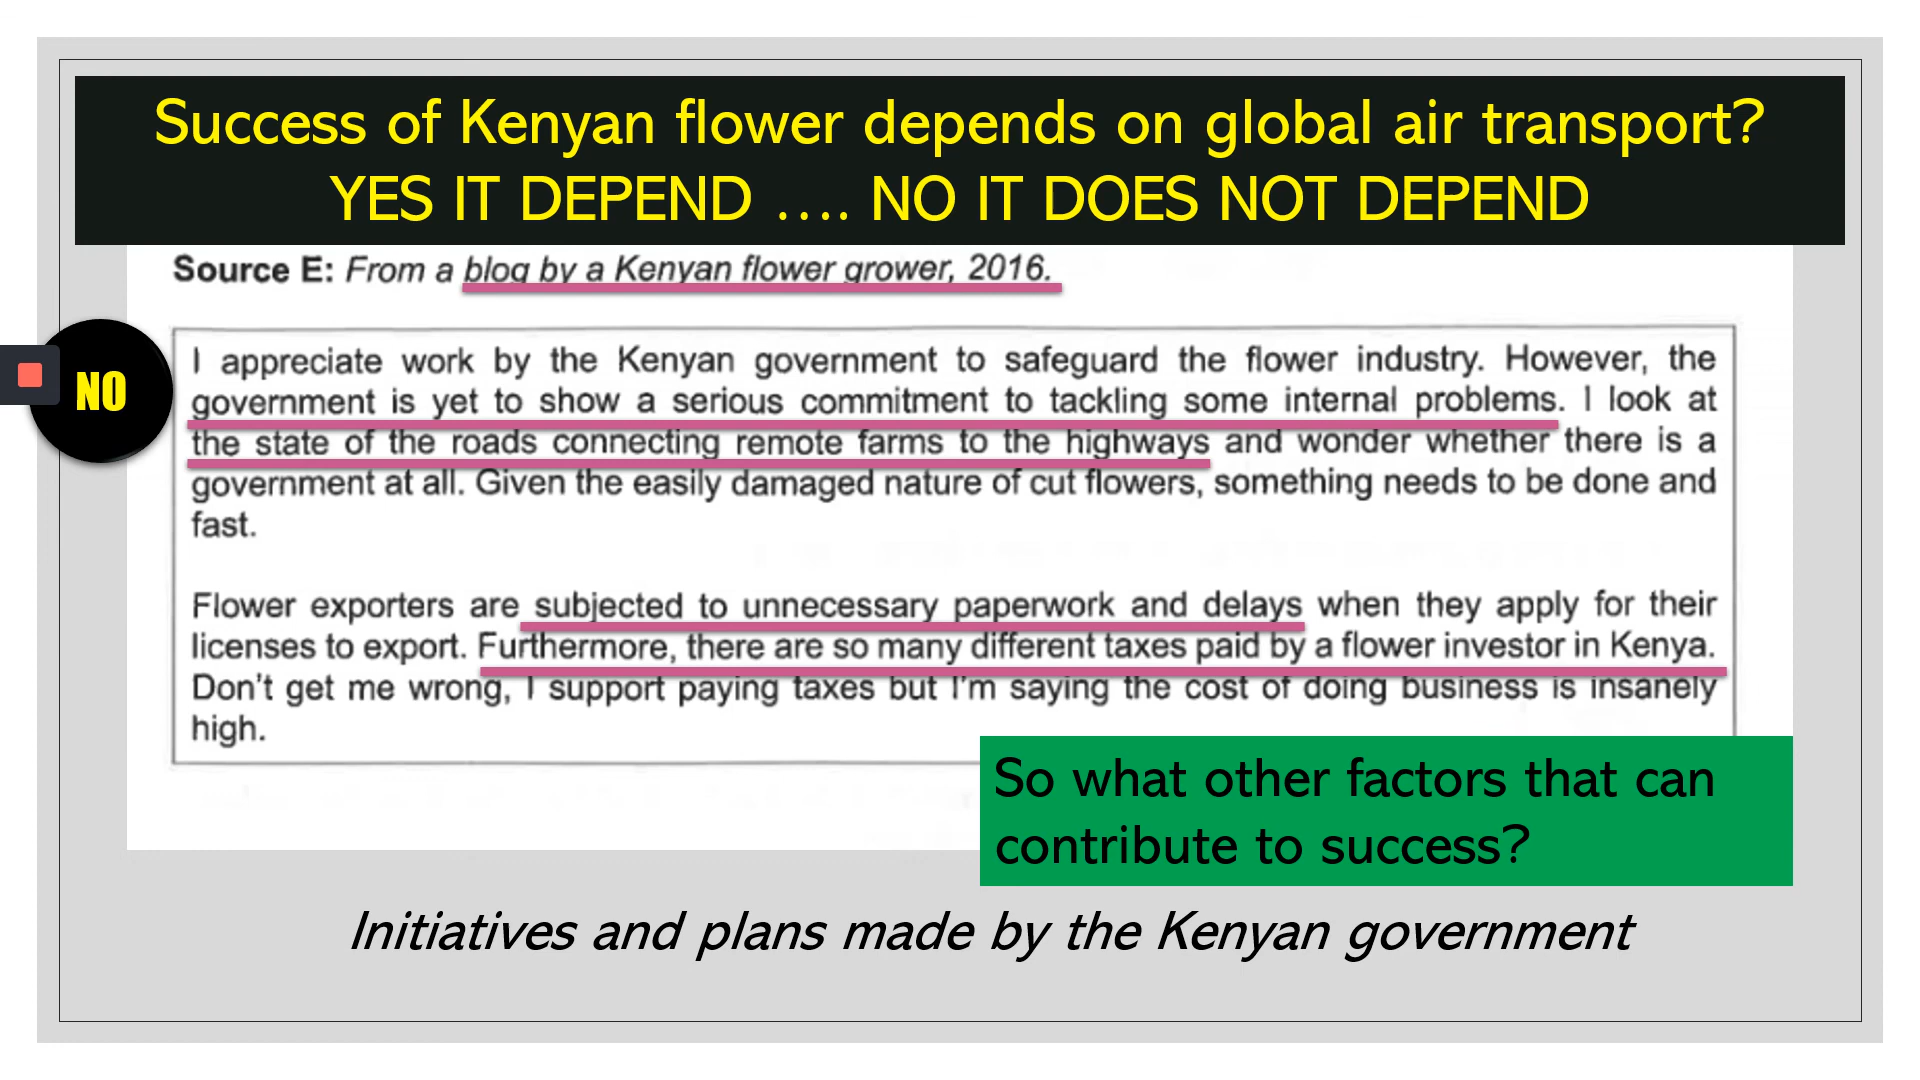 Success of Kenyan flower depends on global air transport?
YES IT DEPEND .... NO IT DOES NOT DEPEND
Source E: From a blog by a Kenyan flower grower, 2016.
NO
I appreciate work by the Kenyan government to safeguard the flower industry. However, the
government is yet to show a serious commitment to tackling some internal problems. I look at
the state of the roads connecting remote farms to the highways and wonder whether there is a
government at all. Given the easily damaged nature of cut flowers, something needs to be done and
fast.
Flower exporters are subjected to unnecessary paperwork and delays when they apply for their
licenses to export. Furthermore, there are so many different taxes paid by a flower investor in Kenya.
Don't get me wrong, I support paying taxes but I'm saying the cost of doing business is insanely
high.
So what other factors that can
contribute to success?
Initiatives and plans made by the Kenyan government